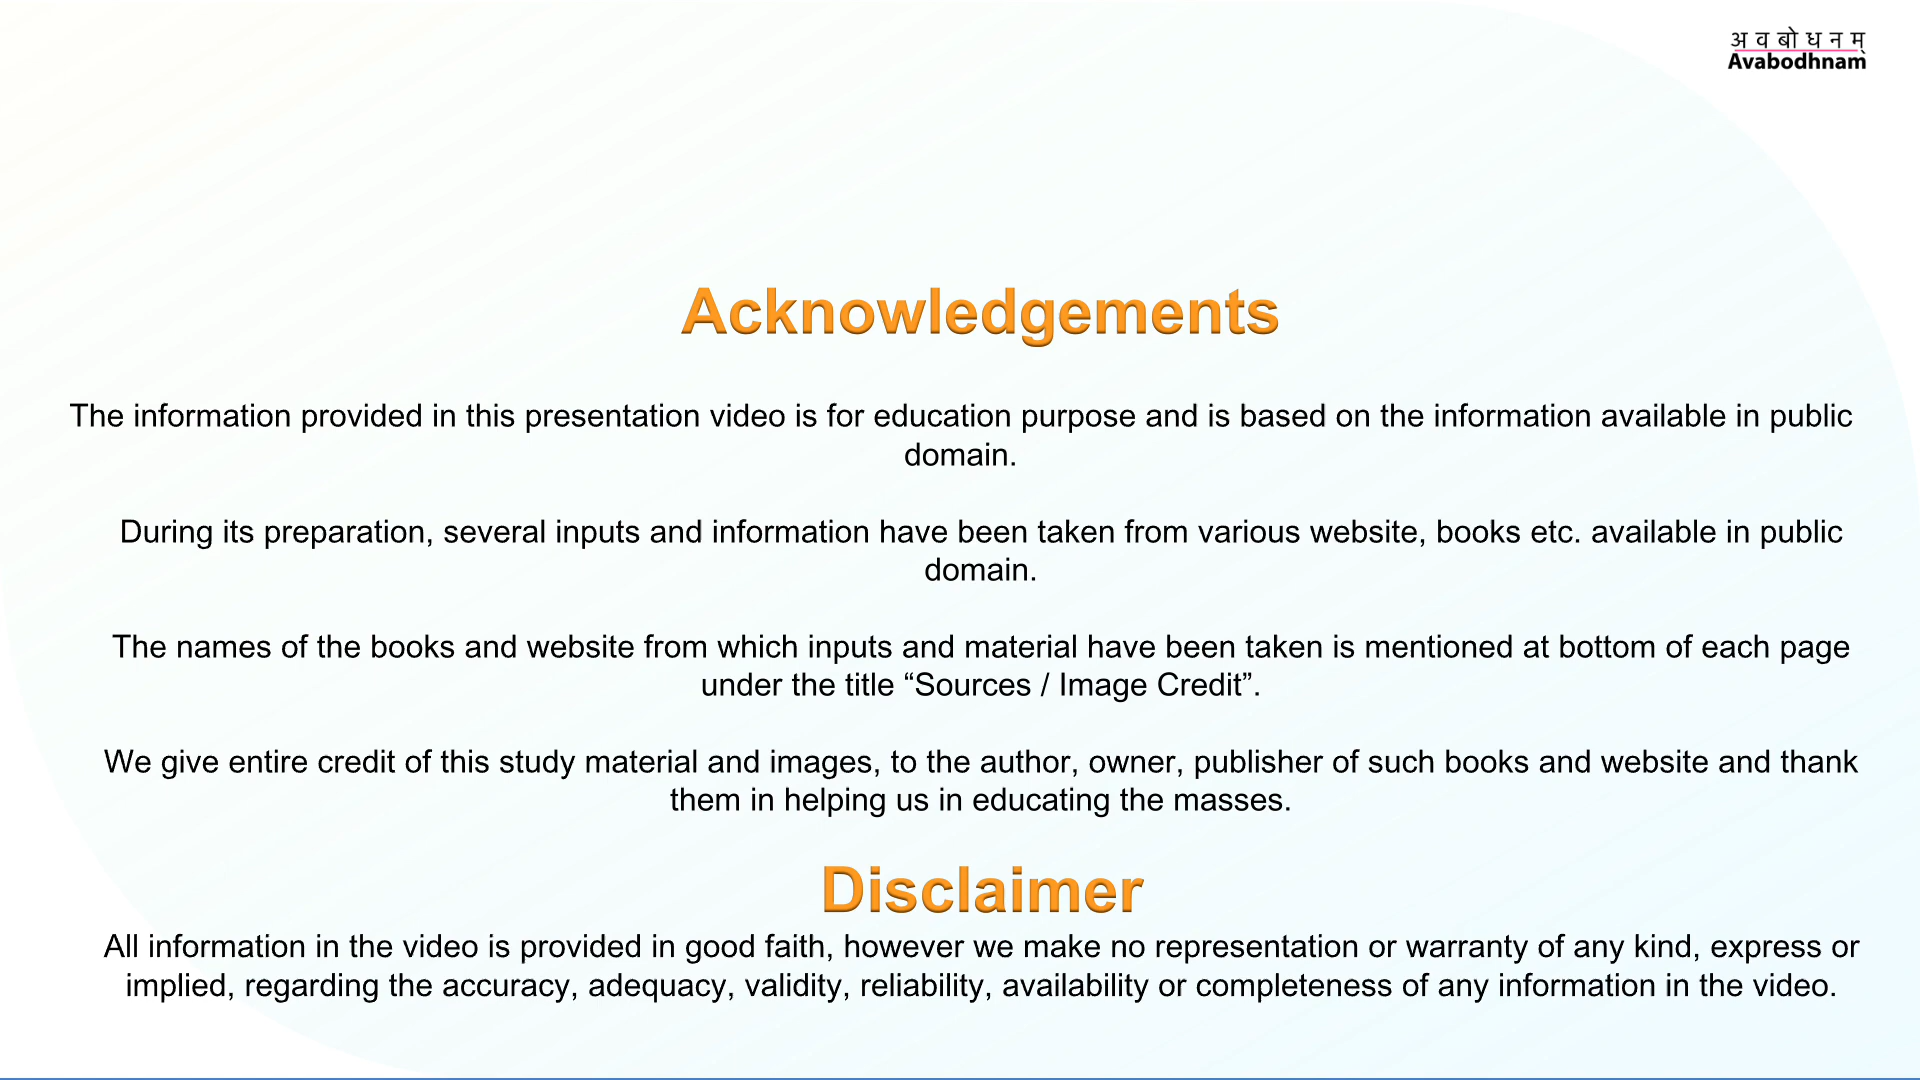 अ व बो ध न म्
Avabodhnam
Acknowledgements
The information provided in this presentation video is for education purpose and is based on the information available in public
domain.
During its preparation, several inputs and information have been taken from various website, books etc. available in public
domain.
The names of the books and website from which inputs and material have been taken is mentioned at bottom of each page
under the title “Sources / Image Credit”.
We give entire credit of this study material and images, to the author, owner, publisher of such books and website and thank
them in helping us in educating the masses.
Disclaimer
All information in the video is provided in good faith, however we make no representation or warranty of any kind, express or
implied, regarding the accuracy, adequacy, validity, reliability, availability or completeness of any information in the video.